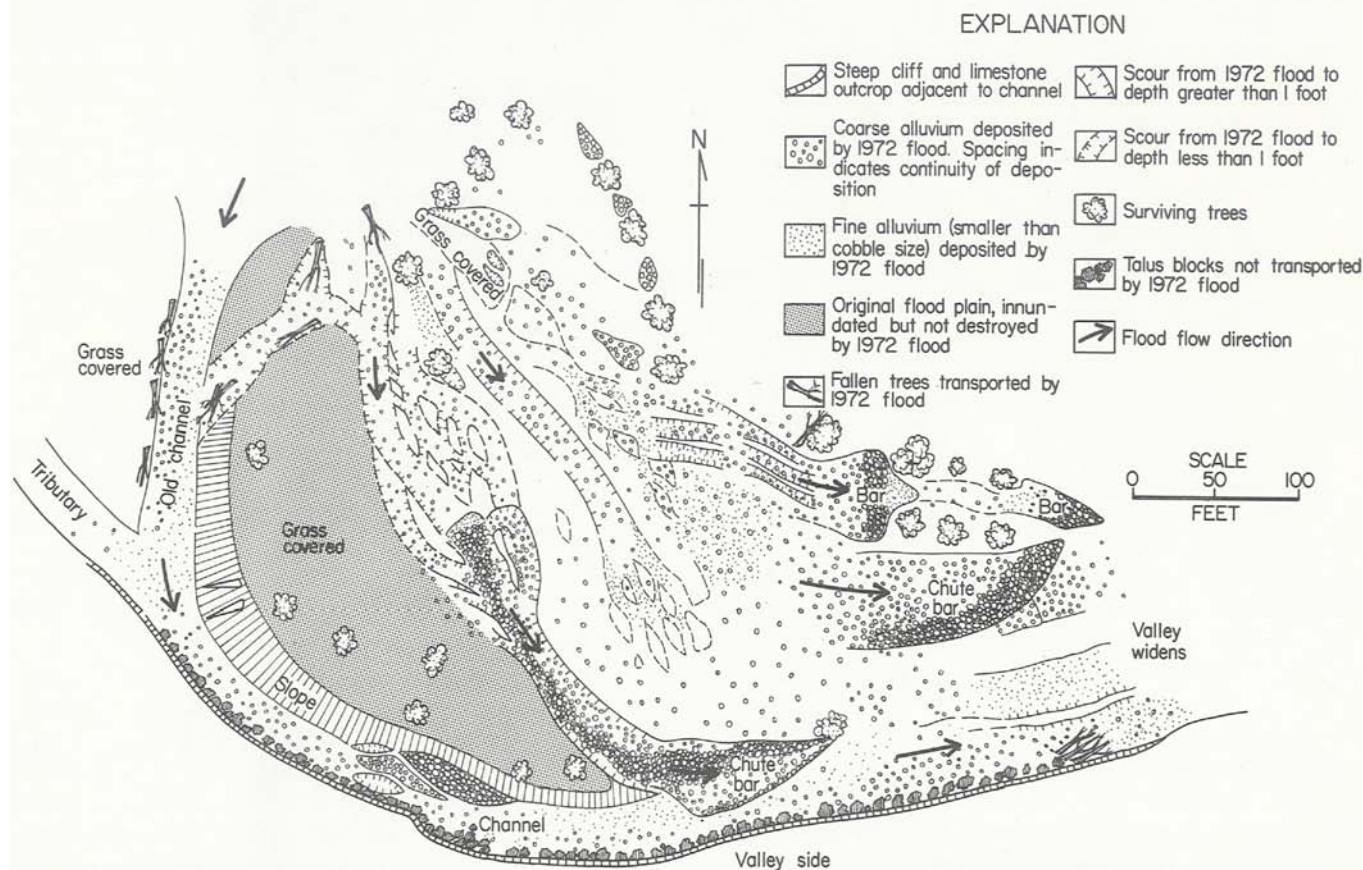 EXPLANATION
Steep cliff and limestone
outcrop adjacent to channel
Coarse alluvium deposited
by 1972 flood. Spacing in-
dicates continuity of depo-
sition
Fine alluvium (smaller than
cobble size) deposited by
1972 flood
Original flood plain, innun-
dated but not destroyed
by 1972 flood
Fallen trees transported by
1972 flood
Scour from 1972 flood to
depth greater than 1 foot
Scour from 1972 flood to
depth less than 1 foot
Surviving trees
Talus blocks not transported
by 1972 flood
Flood flow direction
N
SCALE
0 50 100
FEET
Grass covered
Grass
covered
"Old" channel
Tributary
Grass
covered
Slope
Bar
Bar
Chute
bar
Valley
widens
Chute
bar
Channel
Valley side